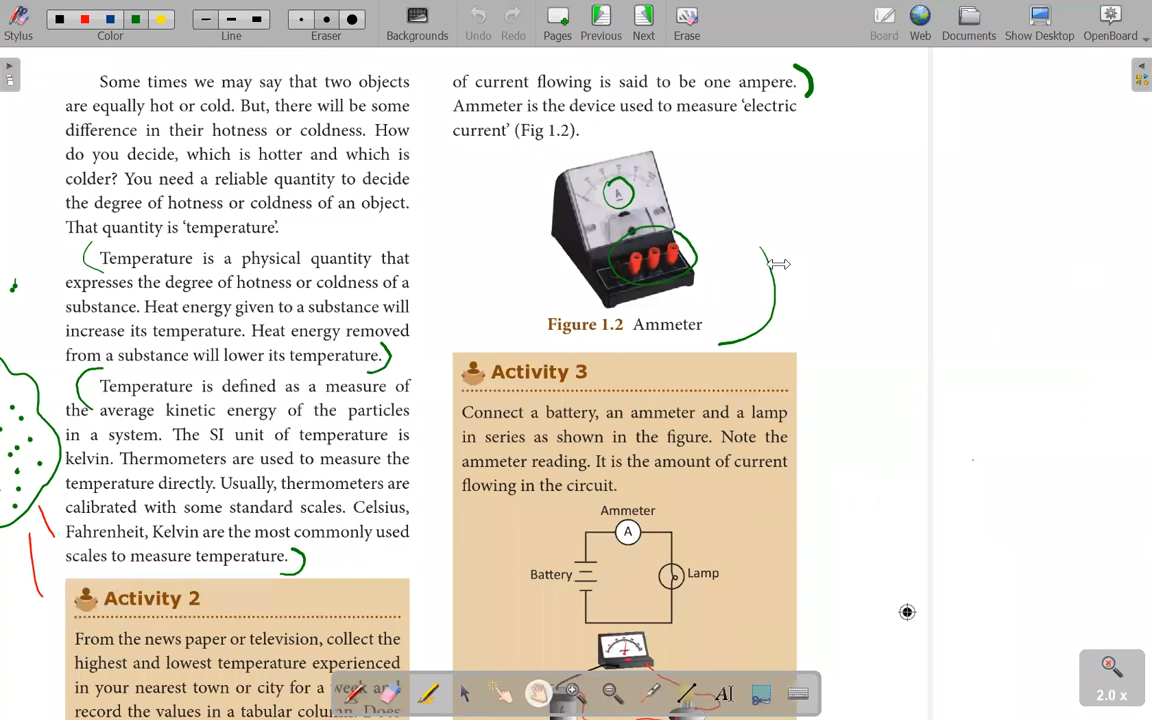 Stylus
Color
Line
Eraser
Backgrounds
Undo
Redo
Pages
Previous
Next
Erase
Board
Web
Documents
Show Desktop
OpenBoard
Some times we may say that two objects
are equally hot or cold. But, there will be some
difference in their hotness or coldness. How
do you decide, which is hotter and which is
colder? You need a reliable quantity to decide
the degree of hotness or coldness of an object.
That quantity is ‘temperature’.
Temperature is a physical quantity that
expresses the degree of hotness or coldness of a
substance. Heat energy given to a substance will
increase its temperature. Heat energy removed
from a substance will lower its temperature.
Temperature is defined as a measure of
the average kinetic energy of the particles
in a system. The SI unit of temperature is
kelvin. Thermometers are used to measure the
temperature directly. Usually, thermometers are
calibrated with some standard scales. Celsius,
Fahrenheit, Kelvin are the most commonly used
scales to measure temperature.
Activity 2
From the news paper or television, collect the
highest and lowest temperature experienced
in your nearest town or city for a week and
record the values in a tabular column. Does
of current flowing is said to be one ampere.
Ammeter is the device used to measure ‘electric
current’ (Fig 1.2).
A
Figure 1.2 Ammeter
Activity 3
Connect a battery, an ammeter and a lamp
in series as shown in the figure. Note the
ammeter reading. It is the amount of current
flowing in the circuit.
Ammeter
A
Battery
Lamp
AI
2.0 x